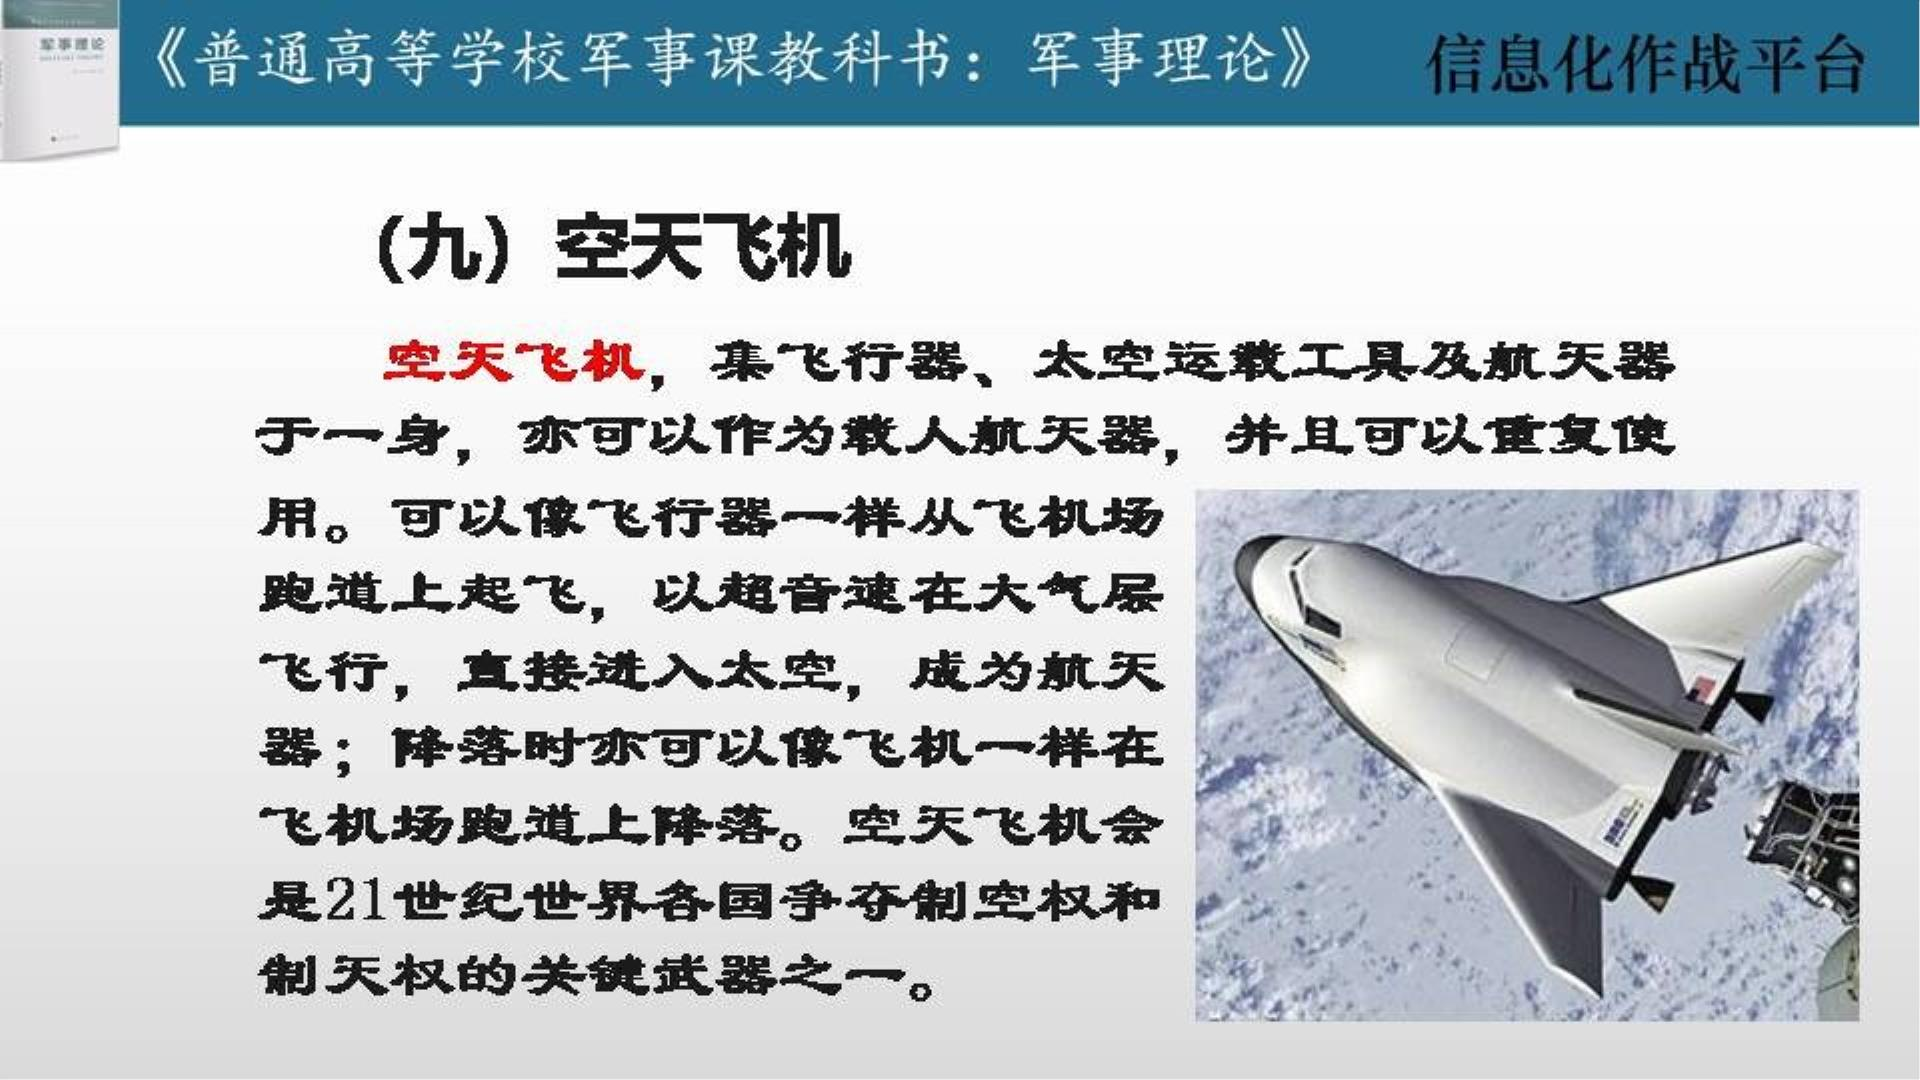 军事理论
《普通高等学校军事课教科书：军事理论》
信息化作战平台
（九）空天飞机
空天飞机，集飞行器、太空运载工具及航天器
于一身，亦可以作为载人航天器，并且可以重复使
用。可以像飞行器一样从飞机场
跑道上起飞，以超音速在大气层
飞行，直接进入太空，成为航天
器；降落时亦可以像飞机一样在
飞机场跑道上降落。空天飞机会
是21世纪世界各国争夺制空权和
制天权的关键武器之一。